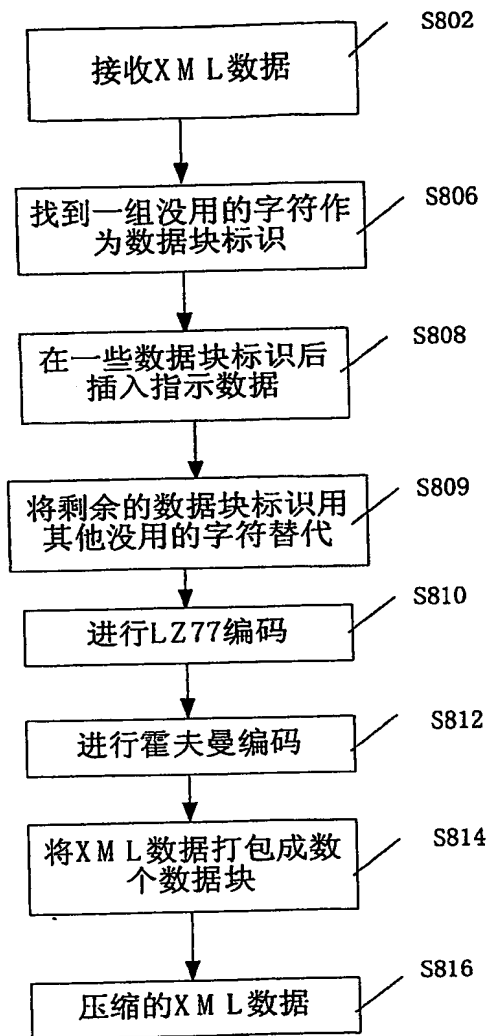 S802
接收XML数据
S806
找到一组没用的字符作
为数据块标识
S808
在一些数据块标识后
插入指示数据
S809
将剩余的数据块标识用
其他没用的字符替代
S810
进行LZ77编码
S812
进行霍夫曼编码
S814
将XML数据打包成数
个数据块
S816
压缩的XML数据